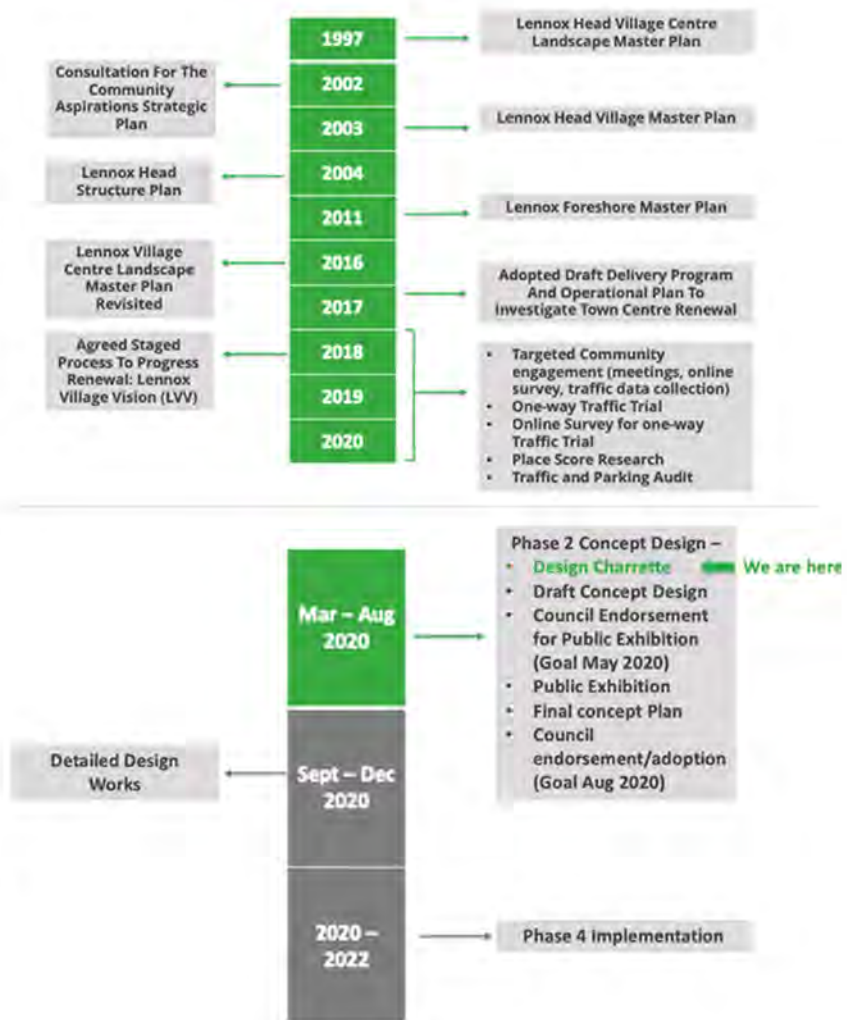 1997
Lennox Head Village Centre
Landscape Master Plan
Consultation For The
Community
Aspirations Strategic
Plan
2002
2003
Lennox Head Village Master Plan
Lennox Head
Structure Plan
2004
2011
Lennox Foreshore Master Plan
Lennox Village
Centre Landscape
Master Plan
Revisited
2016
2017
Adopted Draft Delivery Program
And Operational Plan To
Investigate Town Centre Renewal
Agreed Staged
Process To Progress
Renewal: Lennox
Village Vision (LVV)
2018
2019
2020
• Targeted Community
engagement (meetings, online
survey, traffic data collection)
• One-way Traffic Trial
• Online Survey for one-way
Traffic Trial
• Place Score Research
• Traffic and Parking Audit
Mar – Aug
2020
Phase 2 Concept Design –
• Design Charrette
We are here
• Draft Concept Design
• Council Endorsement
for Public Exhibition
(Goal May 2020)
• Public Exhibition
• Final concept Plan
• Council
endorsement/adoption
(Goal Aug 2020)
Detailed Design
Works
Sept – Dec
2020
2020 –
2022
Phase 4 Implementation